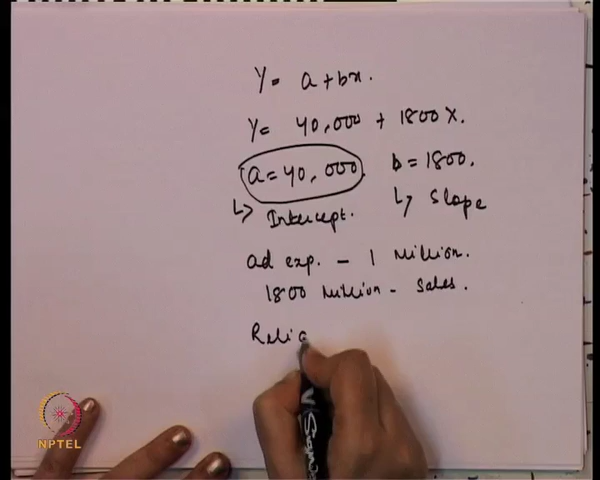 Y = a + bx.
Y = 40,000 + 1800 X.
a = 40,000. b = 1800.
↳ Intercept. ↳ Slope
ad exp. - 1 Million.
1800 Million - Sales.
Relia
NPTEL